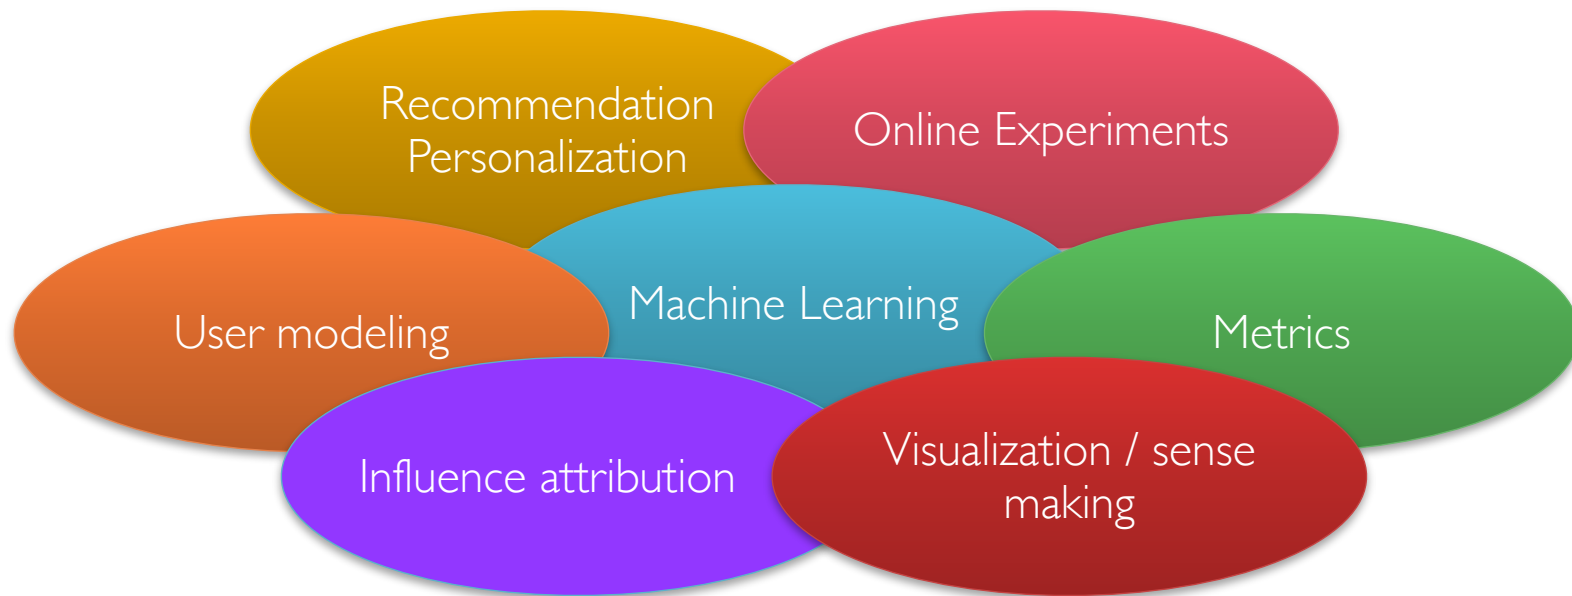 Recommendation
Personalization
Online Experiments
Machine Learning
User modeling
Metrics
Influence attribution
Visualization / sense
making